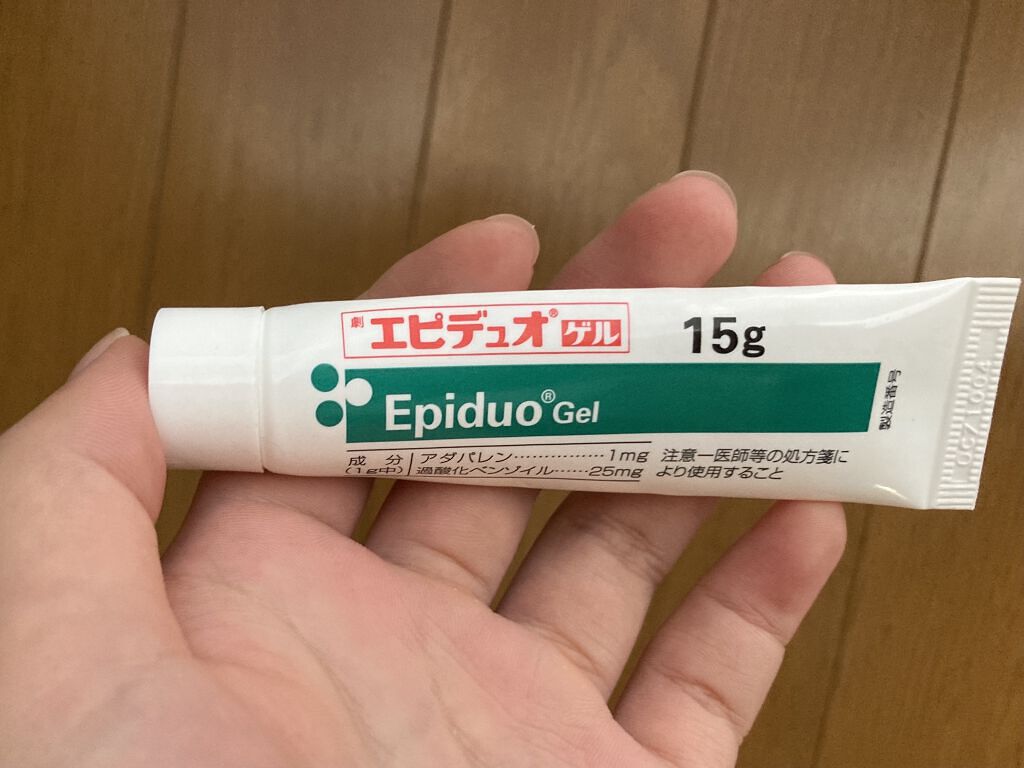 劇 エピデュオ® ゲル 15g
Epiduo® Gel
成分(1g中) アダパレン……………1mg
過酸化ベンゾイル……25mg
注意－医師等の処方箋に
より使用すること
製造番号